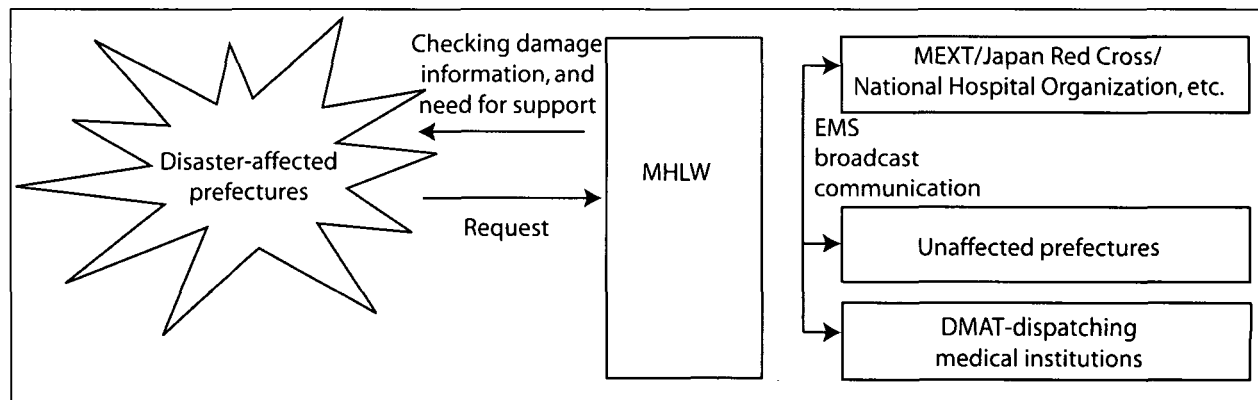 Checking damage
information, and
need for support
Disaster-affected
prefectures
Request
MHLW
MEXT/Japan Red Cross/
National Hospital Organization, etc.
EMS
broadcast
communication
Unaffected prefectures
DMAT-dispatching
medical institutions